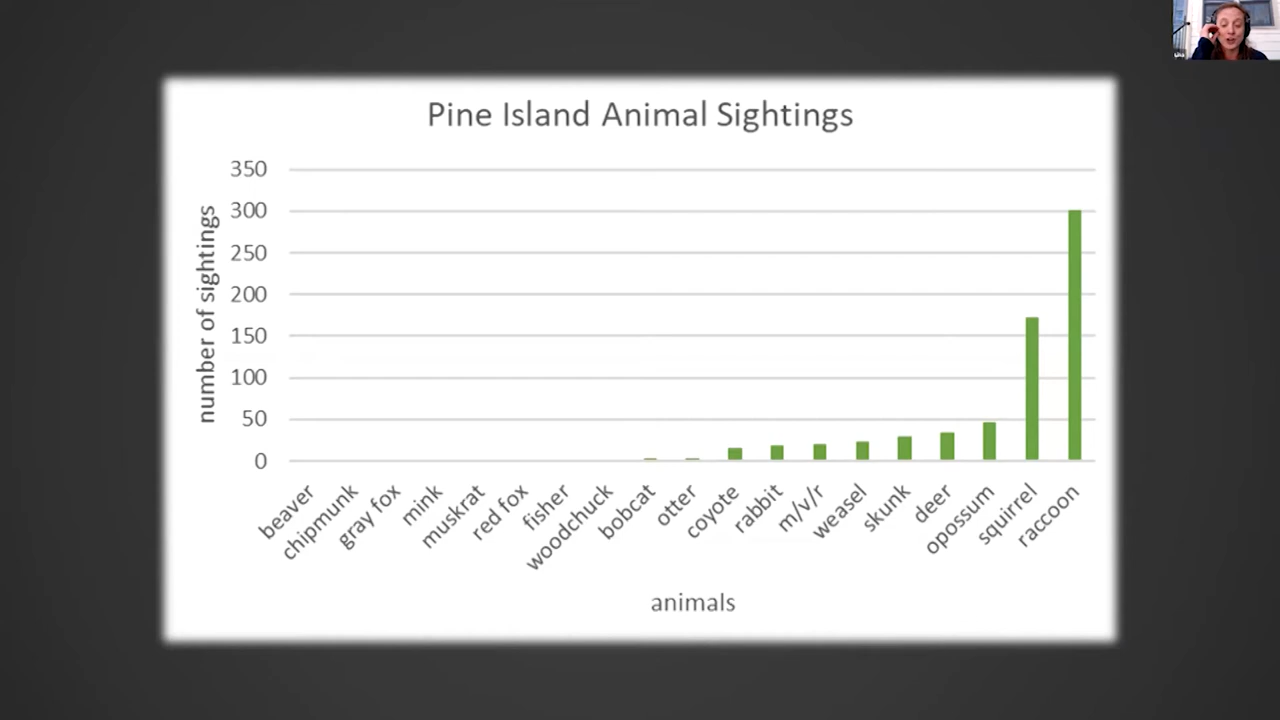 Pine Island Animal Sightings
350
300
250
200
150
100
50
0
number of sightings
beaver
chipmunk
gray fox
mink
muskrat
red fox
fisher
woodchuck
bobcat
otter
coyote
rabbit
m/v/r
weasel
skunk
deer
opossum
squirrel
raccoon
animals